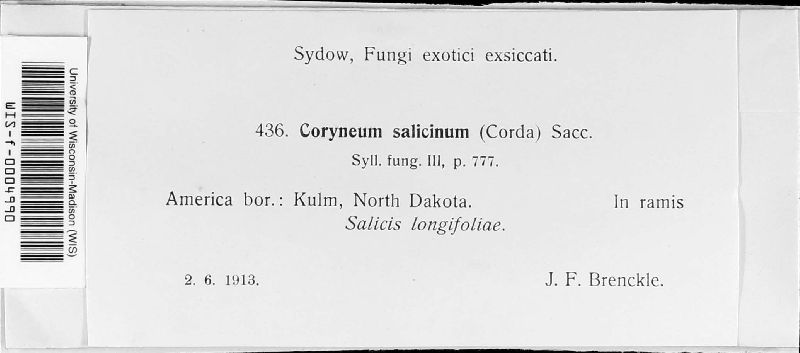 Sydow, Fungi exotici exsiccati.
436. Coryneum salicinum (Corda) Sacc.
Syll. fung. III, p. 777.
America bor.: Kulm, North Dakota. In ramis
Salicis longifoliae.
2. 6. 1913. J. F. Brenckle.
University of Wisconsin-Madison (WIS)
WIS-f-0004690